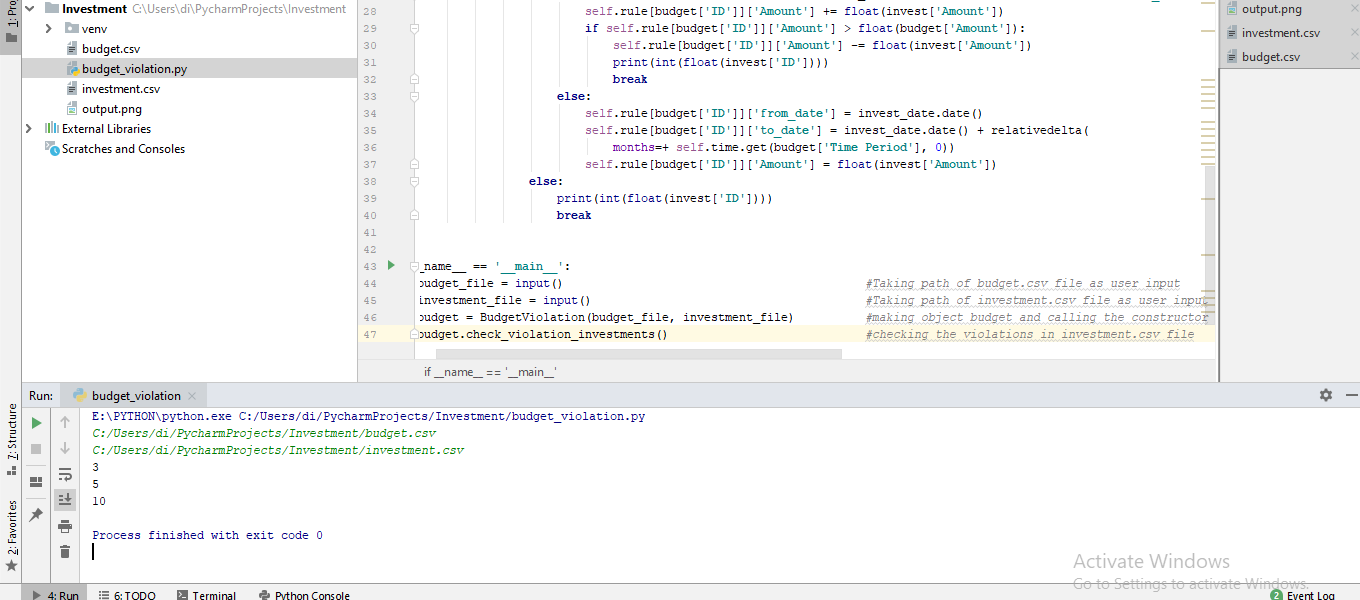 1: Pro
Investment C:\Users\di\PycharmProjects\Investment
venv
budget.csv
budget_violation.py
investment.csv
output.png
External Libraries
Scratches and Consoles
28 self.rule[budget['ID']]['Amount'] += float(invest['Amount'])
29 if self.rule[budget['ID']]['Amount'] > float(budget['Amount']):
30 self.rule[budget['ID']]['Amount'] -= float(invest['Amount'])
31 print(int(float(invest['ID'])))
32 break
33 else:
34 self.rule[budget['ID']]['from_date'] = invest_date.date()
35 self.rule[budget['ID']]['to_date'] = invest_date.date() + relativedelta(
36 months=+ self.time.get(budget['Time Period'], 0))
37 self.rule[budget['ID']]['Amount'] = float(invest['Amount'])
38 else:
39 print(int(float(invest['ID'])))
40 break
41
42
43 _name__ == '__main__':
44 budget_file = input() #Taking path of budget.csv file as user input
45 investment_file = input() #Taking path of investment.csv file as user input
46 budget = BudgetViolation(budget_file, investment_file) #making object budget and calling the constructor
47 budget.check_violation_investments() #checking the violations in investment.csv file
if __name__ == '__main__'
output.png
investment.csv
budget.csv
Run: budget_violation
E:\PYTHON\python.exe C:/Users/di/PycharmProjects/Investment/budget_violation.py
C:/Users/di/PycharmProjects/Investment/budget.csv
C:/Users/di/PycharmProjects/Investment/investment.csv
3
5
10
Process finished with exit code 0
7: Structure
2: Favorites
Activate Windows
Go to Settings to activate Windows.
4: Run 6: TODO Terminal Python Console 2 Event Log